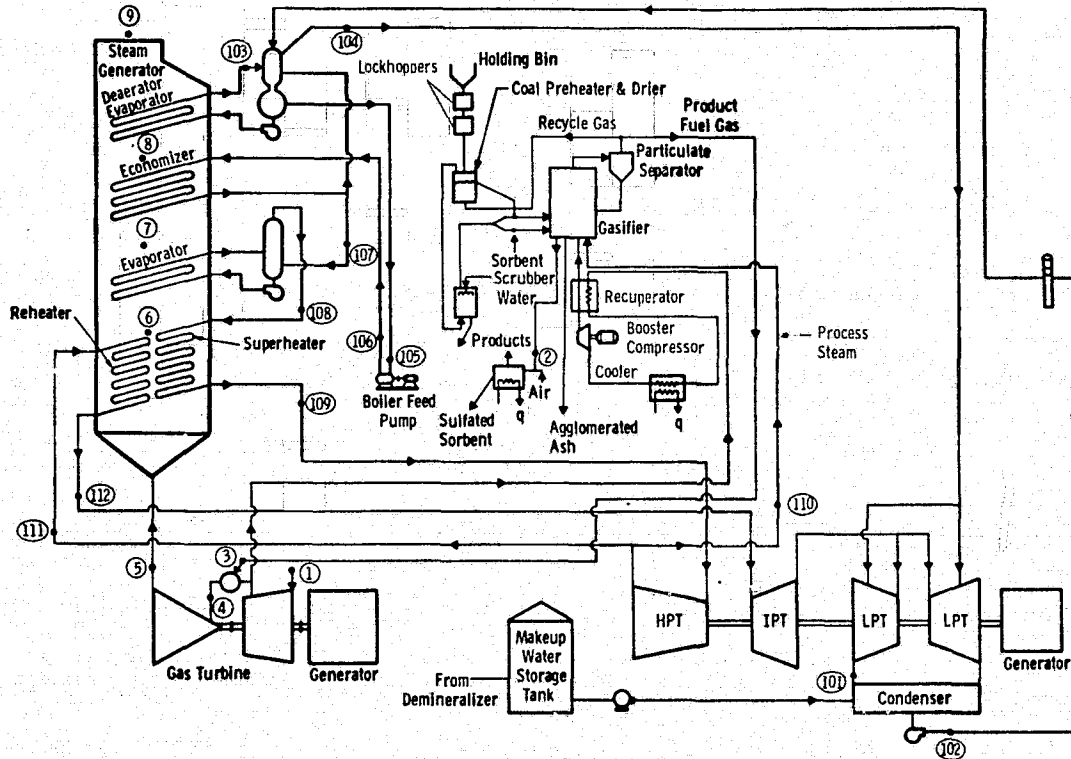 9
Steam
Generator
103
104
Deaerator
Evaporator
8
Economizer
7
Evaporator
107
6
108
Reheater
Superheater
106
105
Boiler Feed
Pump
109
112
111
5
3
4
1
Gas Turbine
Generator
Holding Bin
Lockhoppers
Coal Preheater & Drier
Recycle Gas
Product
Fuel Gas
Particulate
Separator
Gasifier
Sorbent
Scrubber
Water
Recuperator
Process
Steam
Products
2
Booster
Compressor
Cooler
Air
q
q
Sulfated
Sorbent
Agglomerated
Ash
110
HPT
IPT
LPT
LPT
Generator
Makeup
Water
Storage
Tank
From
Demineralizer
101
Condenser
102